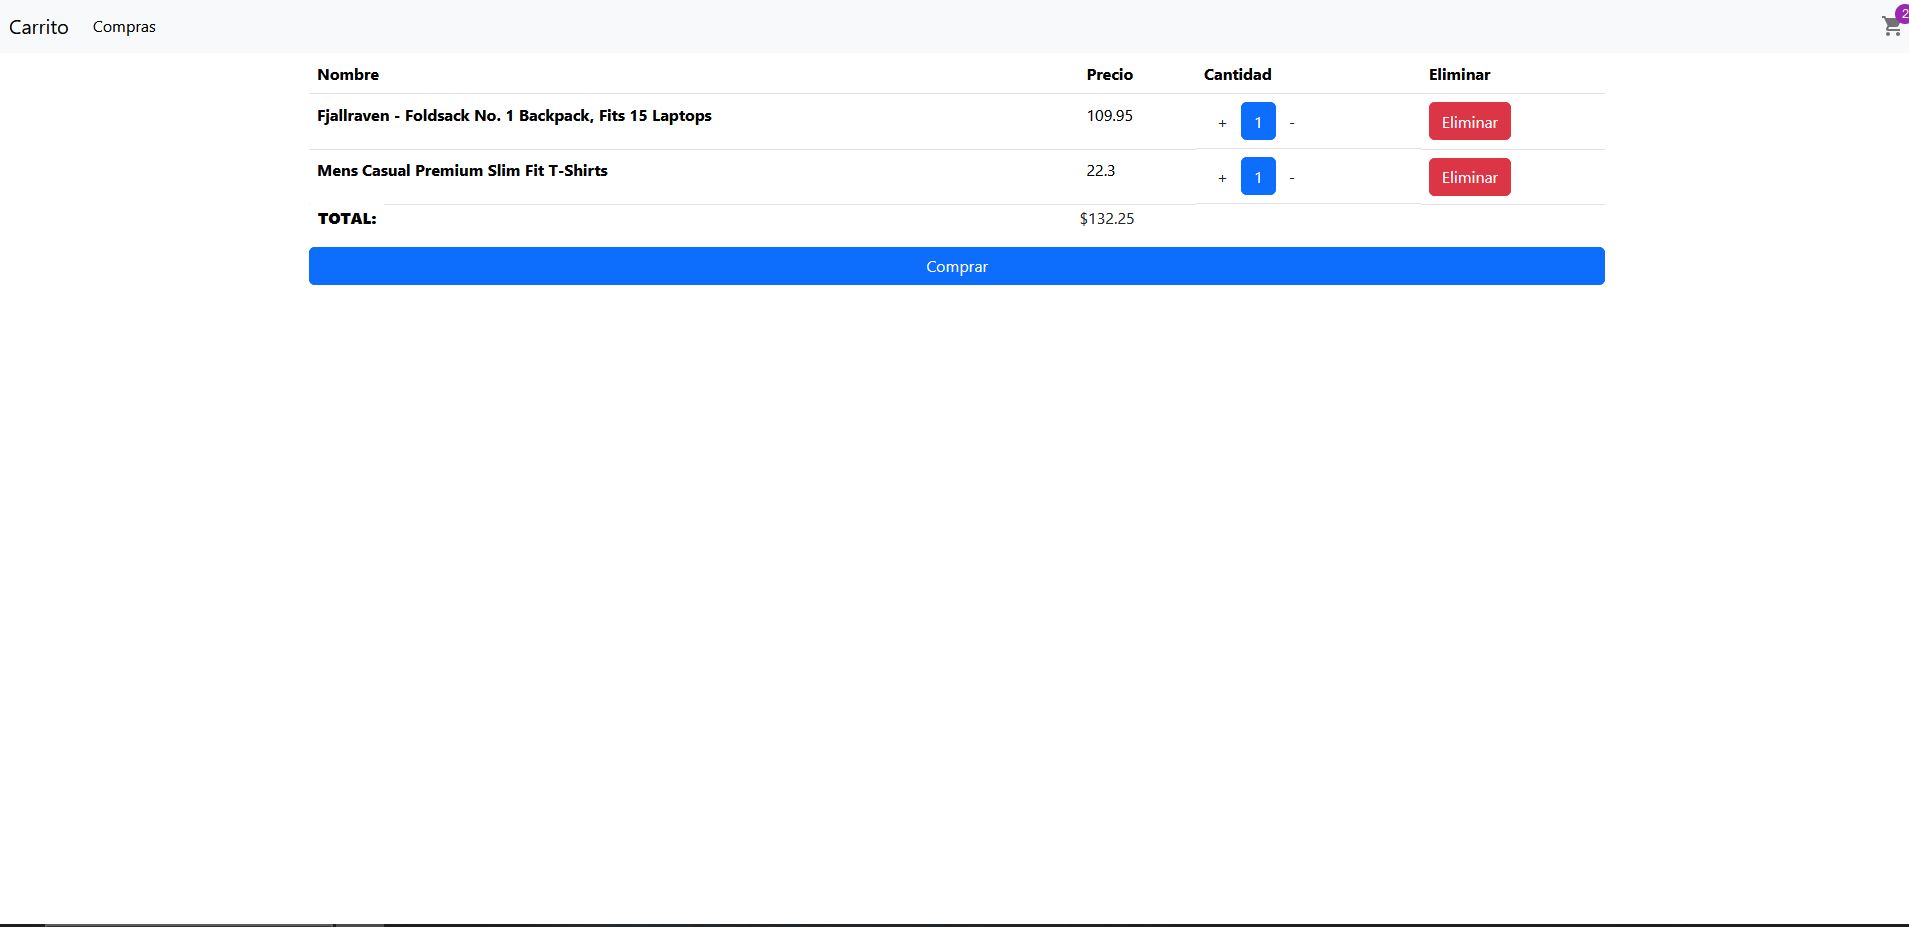 Carrito Compras 2
Nombre Precio Cantidad Eliminar
Fjallraven - Foldsack No. 1 Backpack, Fits 15 Laptops 109.95 + 1 - Eliminar
Mens Casual Premium Slim Fit T-Shirts 22.3 + 1 - Eliminar
TOTAL: $132.25
Comprar